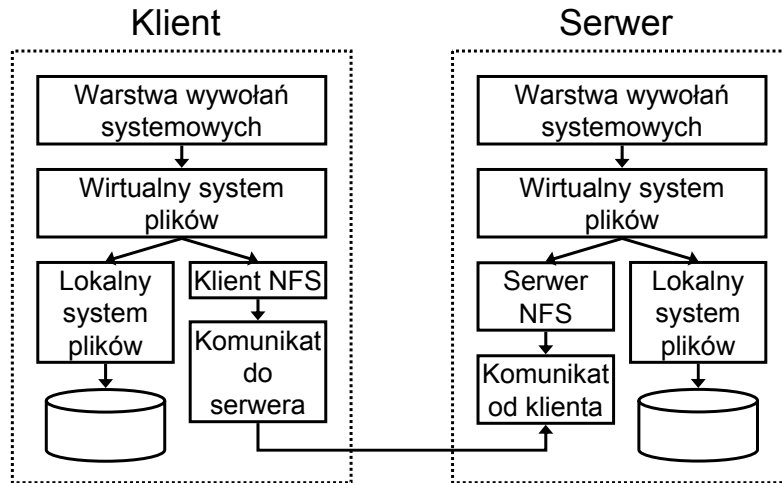 Klient
Warstwa wywołań
systemowych
Wirtualny system
plików
Lokalny
system
plików
Klient NFS
Komunikat
do
serwera
Serwer
Warstwa wywołań
systemowych
Wirtualny system
plików
Serwer
NFS
Komunikat
od klienta
Lokalny
system
plików